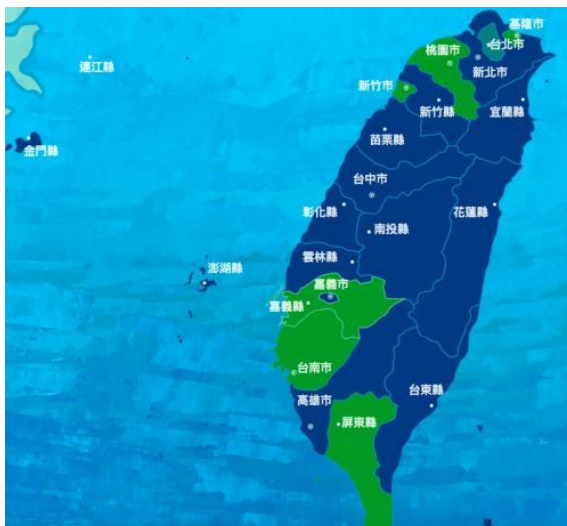 基隆市
台北市
桃園市
新北市
連江縣
新竹市
新竹縣
宜蘭縣
苗栗縣
金門縣
台中市
彰化縣
花蓮縣
南投縣
雲林縣
澎湖縣
嘉義市
嘉義縣
台南市
台東縣
高雄市
屏東縣